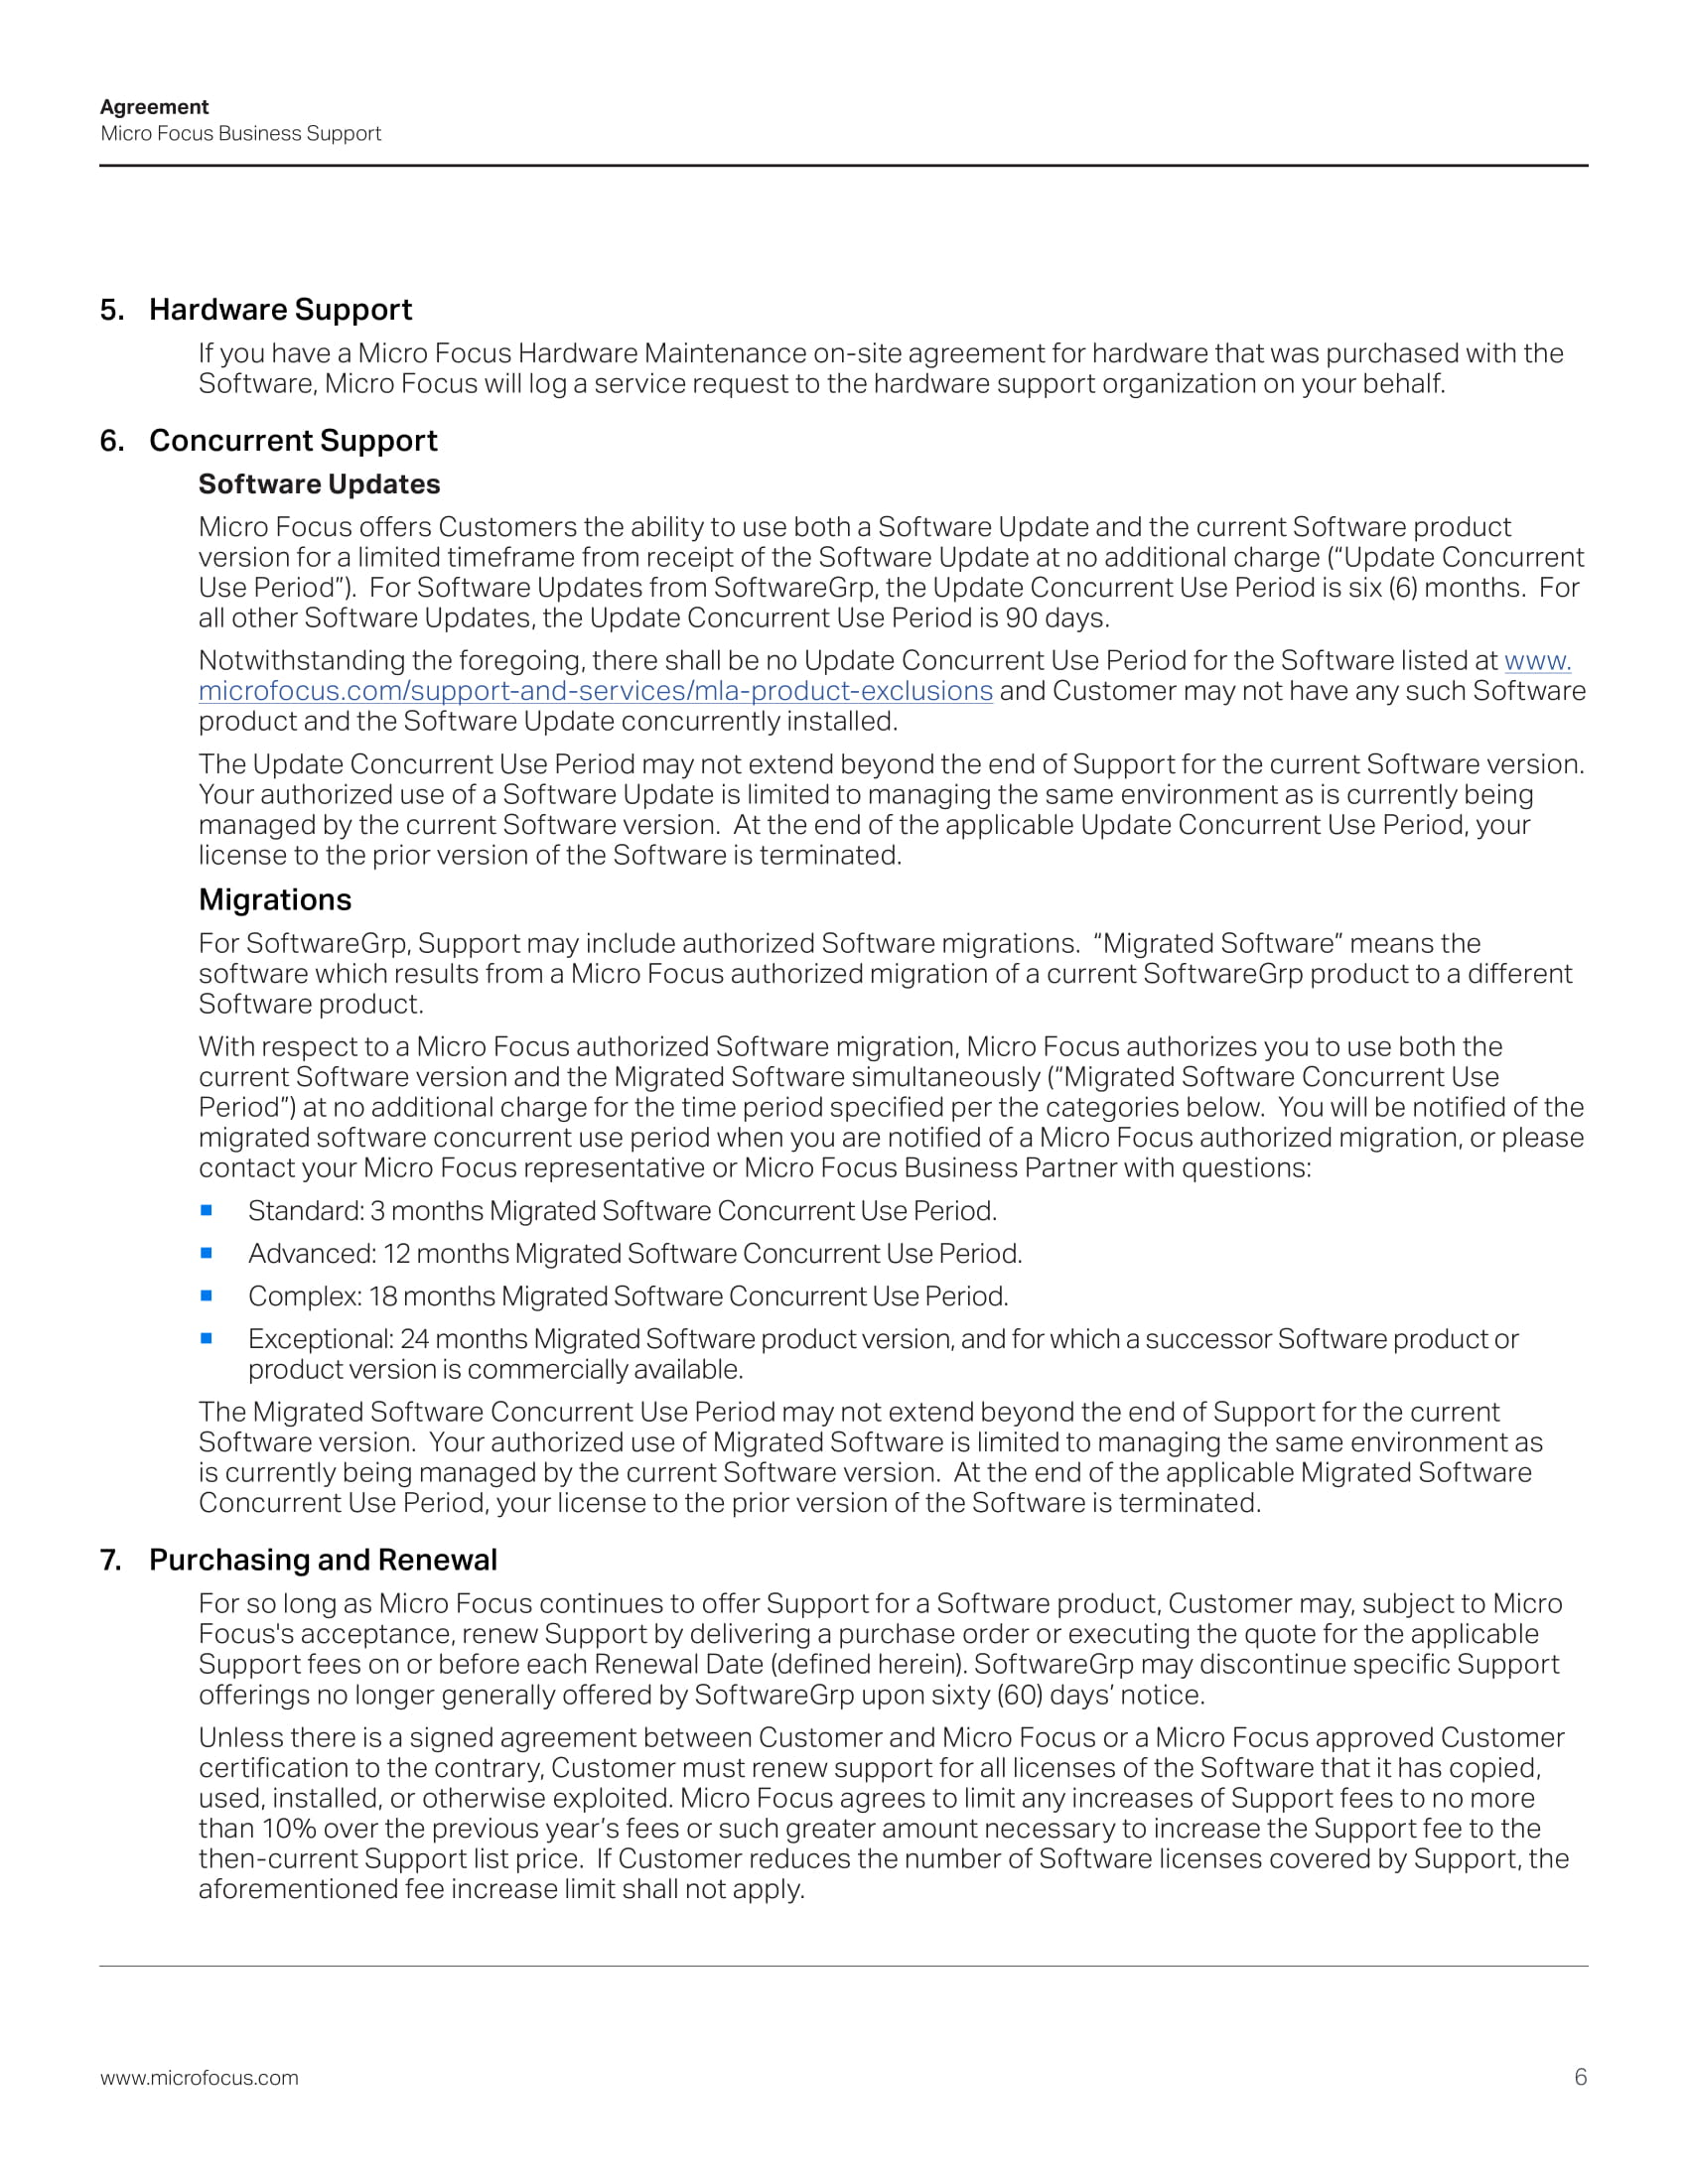 Agreement
Micro Focus Business Support
5. Hardware Support
If you have a Micro Focus Hardware Maintenance on-site agreement for hardware that was purchased with the
Software, Micro Focus will log a service request to the hardware support organization on your behalf.
6. Concurrent Support
Software Updates
Micro Focus offers Customers the ability to use both a Software Update and the current Software product
version for a limited timeframe from receipt of the Software Update at no additional charge (“Update Concurrent
Use Period”).  For Software Updates from SoftwareGrp, the Update Concurrent Use Period is six (6) months.  For
all other Software Updates, the Update Concurrent Use Period is 90 days.
Notwithstanding the foregoing, there shall be no Update Concurrent Use Period for the Software listed at www.
microfocus.com/support-and-services/mla-product-exclusions and Customer may not have any such Software
product and the Software Update concurrently installed.
The Update Concurrent Use Period may not extend beyond the end of Support for the current Software version.
Your authorized use of a Software Update is limited to managing the same environment as is currently being
managed by the current Software version.  At the end of the applicable Update Concurrent Use Period, your
license to the prior version of the Software is terminated.
Migrations
For SoftwareGrp, Support may include authorized Software migrations.  “Migrated Software” means the
software which results from a Micro Focus authorized migration of a current SoftwareGrp product to a different
Software product.
With respect to a Micro Focus authorized Software migration, Micro Focus authorizes you to use both the
current Software version and the Migrated Software simultaneously (“Migrated Software Concurrent Use
Period”) at no additional charge for the time period specified per the categories below.  You will be notified of the
migrated software concurrent use period when you are notified of a Micro Focus authorized migration, or please
contact your Micro Focus representative or Micro Focus Business Partner with questions:
■ Standard: 3 months Migrated Software Concurrent Use Period.
■ Advanced: 12 months Migrated Software Concurrent Use Period.
■ Complex: 18 months Migrated Software Concurrent Use Period.
■ Exceptional: 24 months Migrated Software product version, and for which a successor Software product or
product version is commercially available.
The Migrated Software Concurrent Use Period may not extend beyond the end of Support for the current
Software version.  Your authorized use of Migrated Software is limited to managing the same environment as
is currently being managed by the current Software version.  At the end of the applicable Migrated Software
Concurrent Use Period, your license to the prior version of the Software is terminated.
7. Purchasing and Renewal
For so long as Micro Focus continues to offer Support for a Software product, Customer may, subject to Micro
Focus's acceptance, renew Support by delivering a purchase order or executing the quote for the applicable
Support fees on or before each Renewal Date (defined herein). SoftwareGrp may discontinue specific Support
offerings no longer generally offered by SoftwareGrp upon sixty (60) days’ notice.
Unless there is a signed agreement between Customer and Micro Focus or a Micro Focus approved Customer
certification to the contrary, Customer must renew support for all licenses of the Software that it has copied,
used, installed, or otherwise exploited. Micro Focus agrees to limit any increases of Support fees to no more
than 10% over the previous year’s fees or such greater amount necessary to increase the Support fee to the
then-current Support list price.  If Customer reduces the number of Software licenses covered by Support, the
aforementioned fee increase limit shall not apply.
www.microfocus.com
6